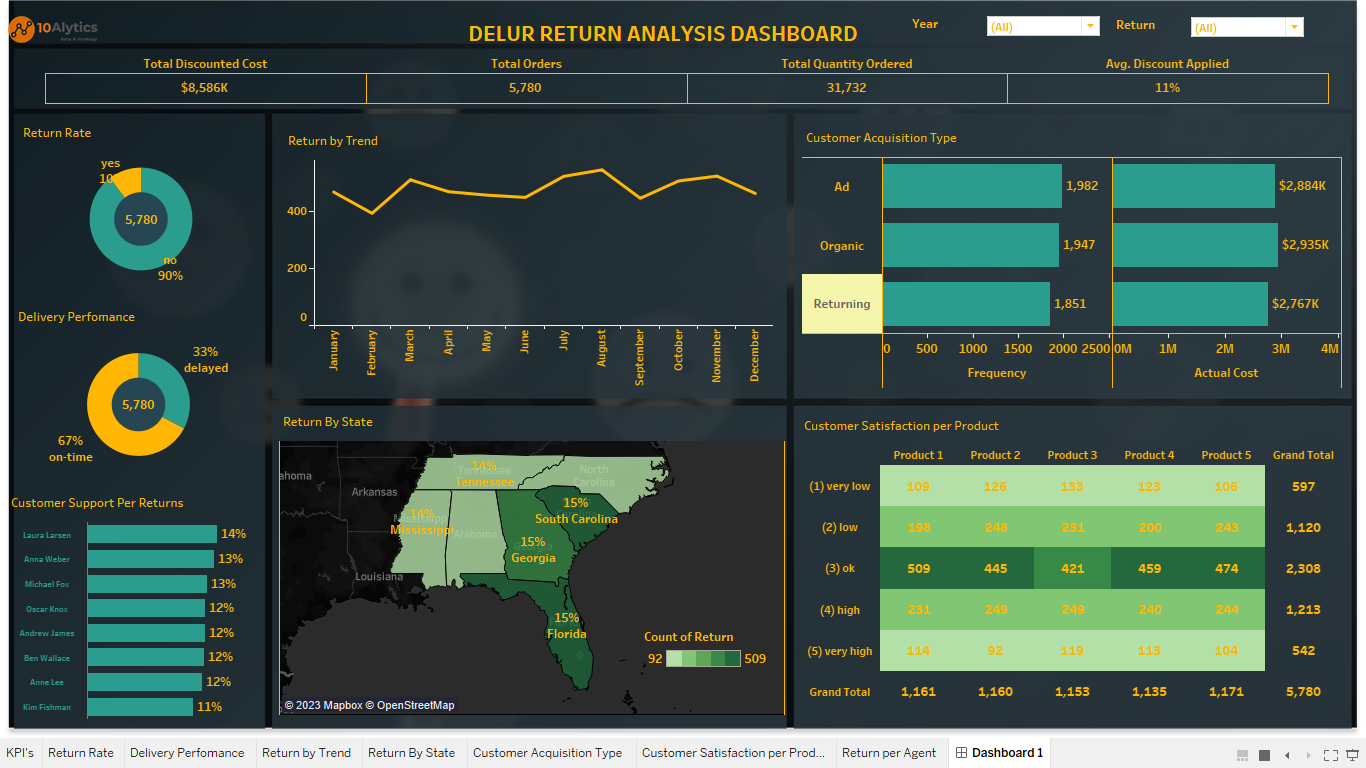 10Alytics
data & strategy
DELUR RETURN ANALYSIS DASHBOARD
Year
(All)
Return
(All)
Total Discounted Cost
Total Orders
Total Quantity Ordered
Avg. Discount Applied
$8,586K
5,780
31,732
11%
Return Rate
yes
10
5,780
no
90%
Delivery Perfomance
33%
delayed
5,780
67%
on-time
Customer Support Per Returns
Laura Larsen 14%
Anna Weber 13%
Michael Fox 13%
Oscar Knox 12%
Andrew James 12%
Ben Wallace 12%
Anne Lee 12%
Kim Fishman 11%
Return by Trend
400
200
0
January
February
March
April
May
June
July
August
September
October
November
December
Return By State
ahoma
Arkansas
Louisiana
14%
Tennessee
Tennessee
North
Carolina
14%
Mississippi
Mississippi
Alabama
15%
South Carolina
15%
Georgia
15%
Florida
Count of Return
92 509
© 2023 Mapbox © OpenStreetMap
Customer Acquisition Type
Ad 1,982 $2,884K
Organic 1,947 $2,935K
Returning 1,851 $2,767K
0 500 1000 1500 2000 2500 0M 1M 2M 3M 4M
Frequency Actual Cost
Customer Satisfaction per Product
Product 1 Product 2 Product 3 Product 4 Product 5 Grand Total
(1) very low 109 126 133 123 106 597
(2) low 198 248 231 200 243 1,120
(3) ok 509 445 421 459 474 2,308
(4) high 231 249 249 240 244 1,213
(5) very high 114 92 119 113 104 542
Grand Total 1,161 1,160 1,153 1,135 1,171 5,780
KPI's Return Rate Delivery Perfomance Return by Trend Return By State Customer Acquisition Type Customer Satisfaction per Prod... Return per Agent Dashboard 1